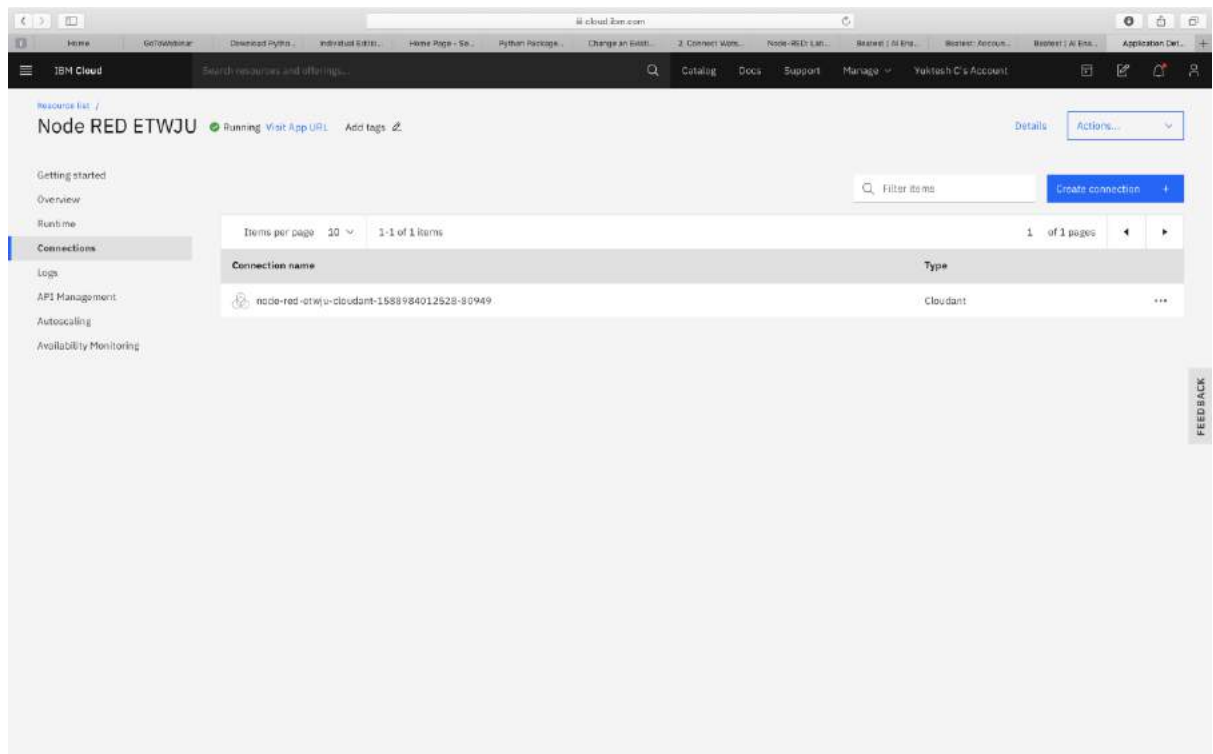 cloud.ibm.com
Home GoToWebinar Download Pytho... Individual Editi... Home Page - Se... Python Package... Change an Existi... 2. Connect Wats... Node-RED: Lan... Application Det...
IBM Cloud Search resources and offerings... Catalog Docs Support Manage Yuktesh C's Account
Resource list /
Node RED ETWJU Running Visit App URL Add tags Details Actions...
Getting started
Filter items Create connection +
Overview
Runtime
Items per page 10 1-1 of 1 items 1 of 1 pages
Connections
Connection name Type
Logs
API Management
node-red-etwju-cloudant-1588984012528-80949 Cloudant
Autoscaling
Availability Monitoring
FEEDBACK